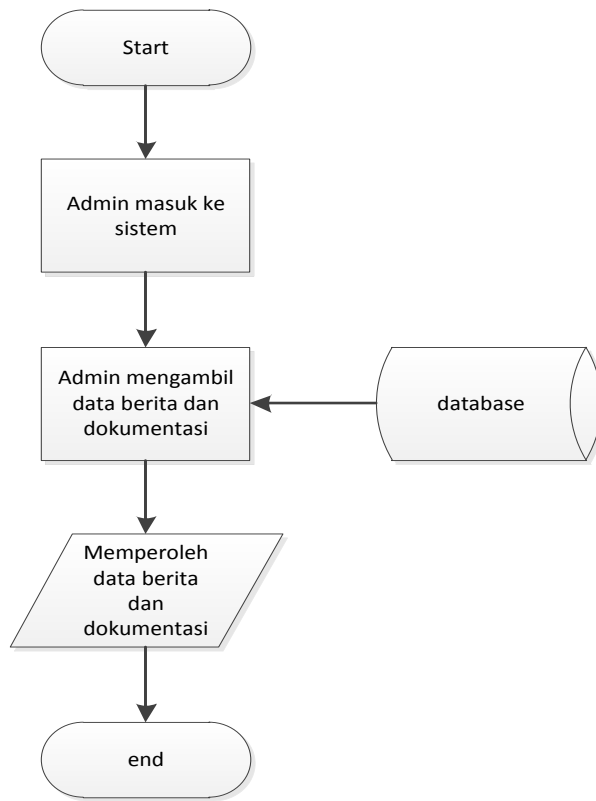 Start
Admin masuk ke
sistem
Admin mengambil
data berita dan
dokumentasi
database
Memperoleh
data berita
dan
dokumentasi
end